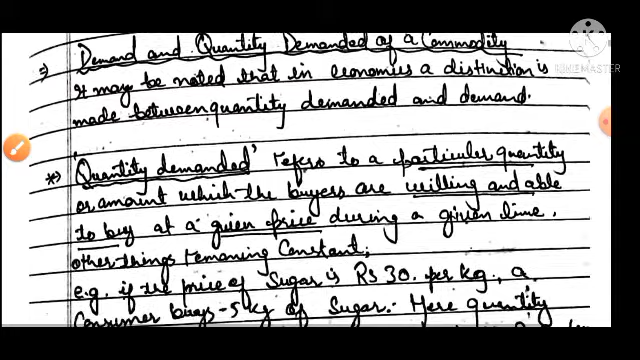 ⇒) Demand and Quantity Demanded of a Commodity
It may be noted that in economics a distinction is
made between quantity demanded and demand.
*⇒) 'Quantity demanded' refers to a particular quantity
or amount which the buyers are willing and able
to buy at a given price during a given time,
other things remaining Constant;
e.g. if the price of Sugar is RS 30. per kg., a
Consumer buys - 5 kg of Sugar. Here quantity
KINEMASTER